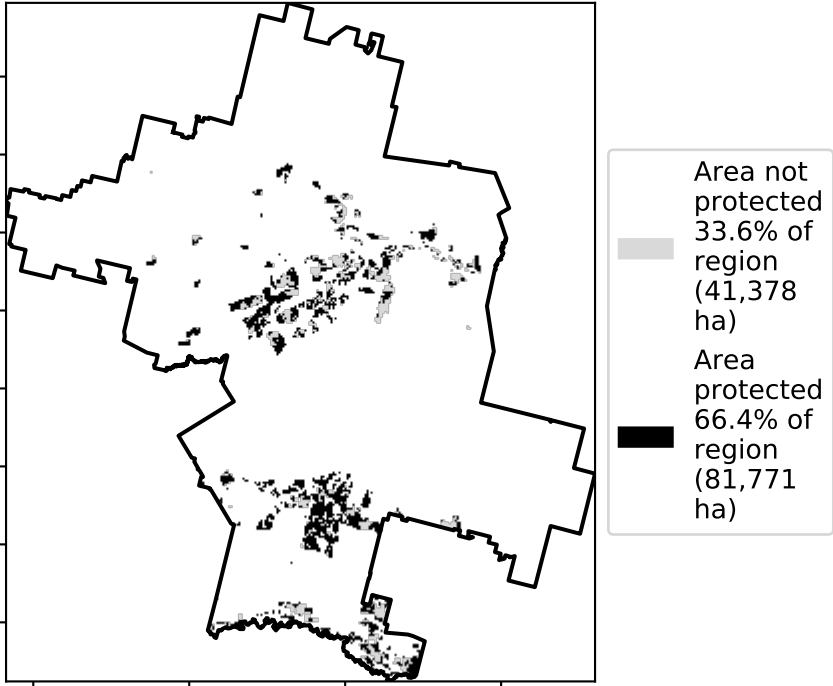 Area not
protected
33.6% of
region
(41,378
ha)
Area
protected
66.4% of
region
(81,771
ha)